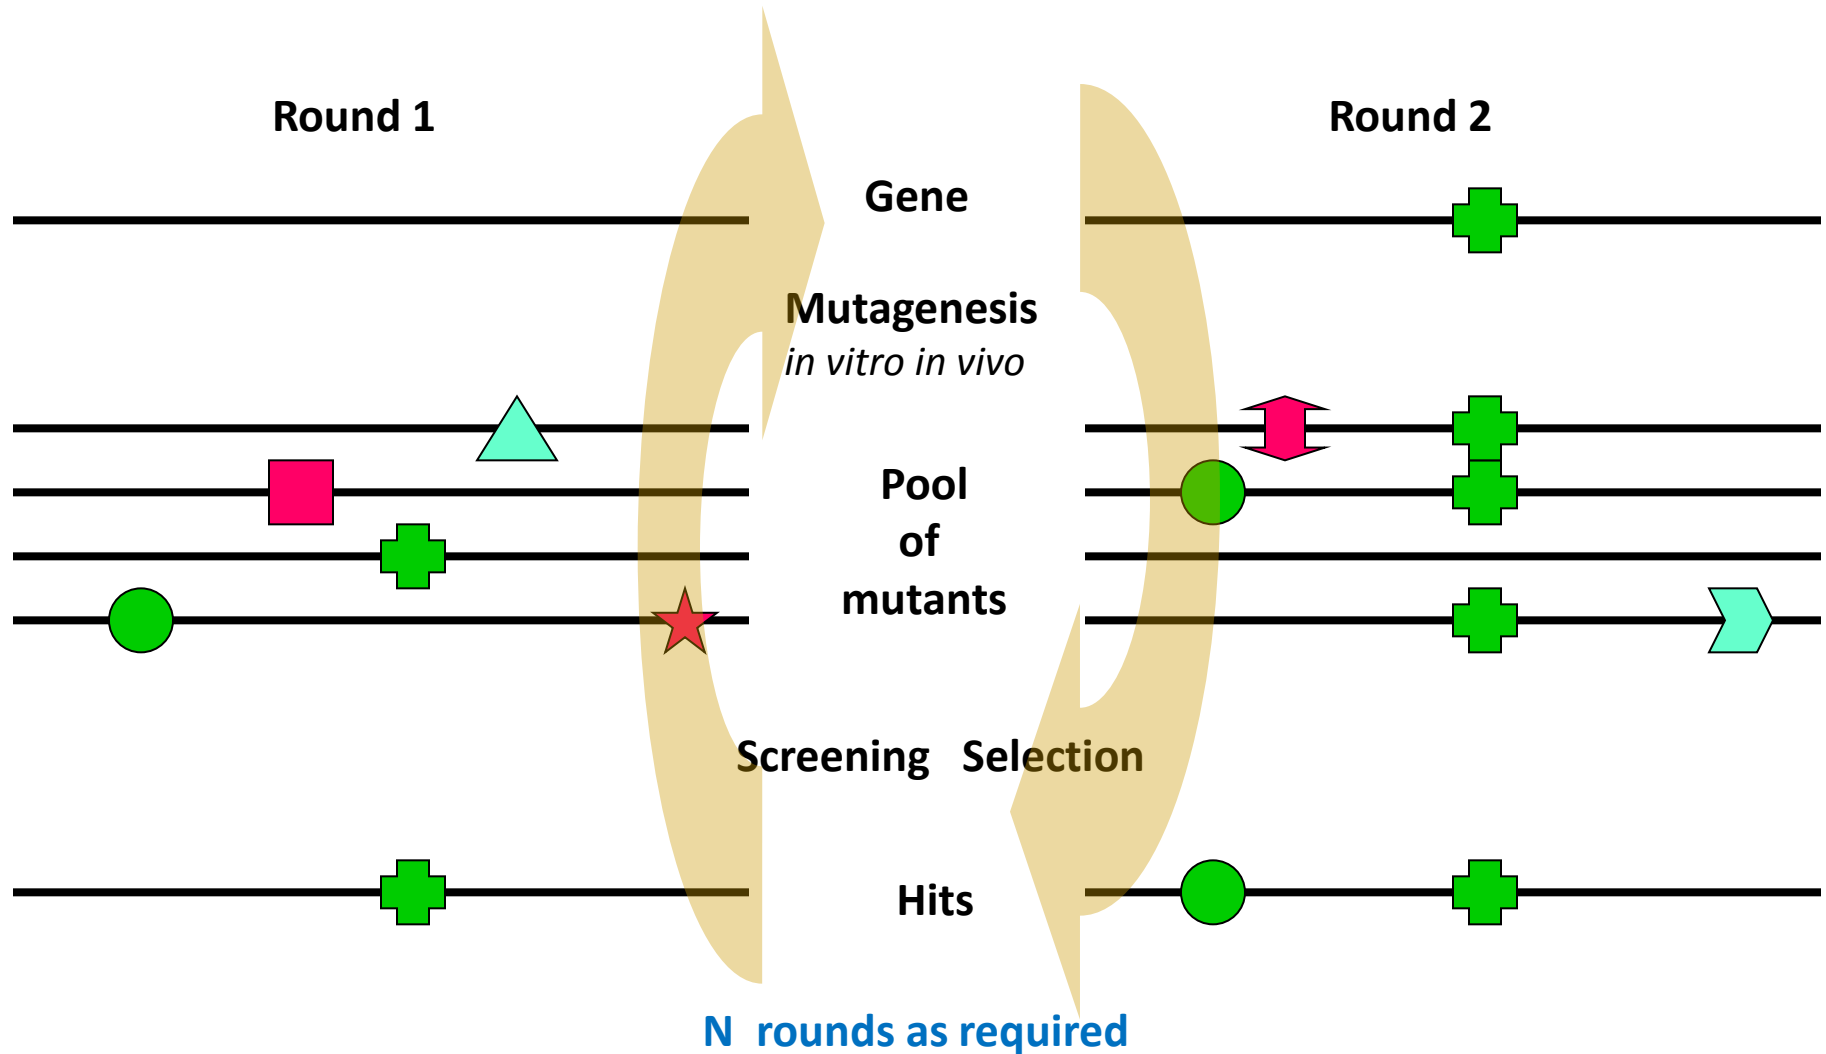 Round 1
Round 2
Gene
Mutagenesis
in vitro in vivo
Pool
of
mutants
Screening Selection
Hits
N rounds as required